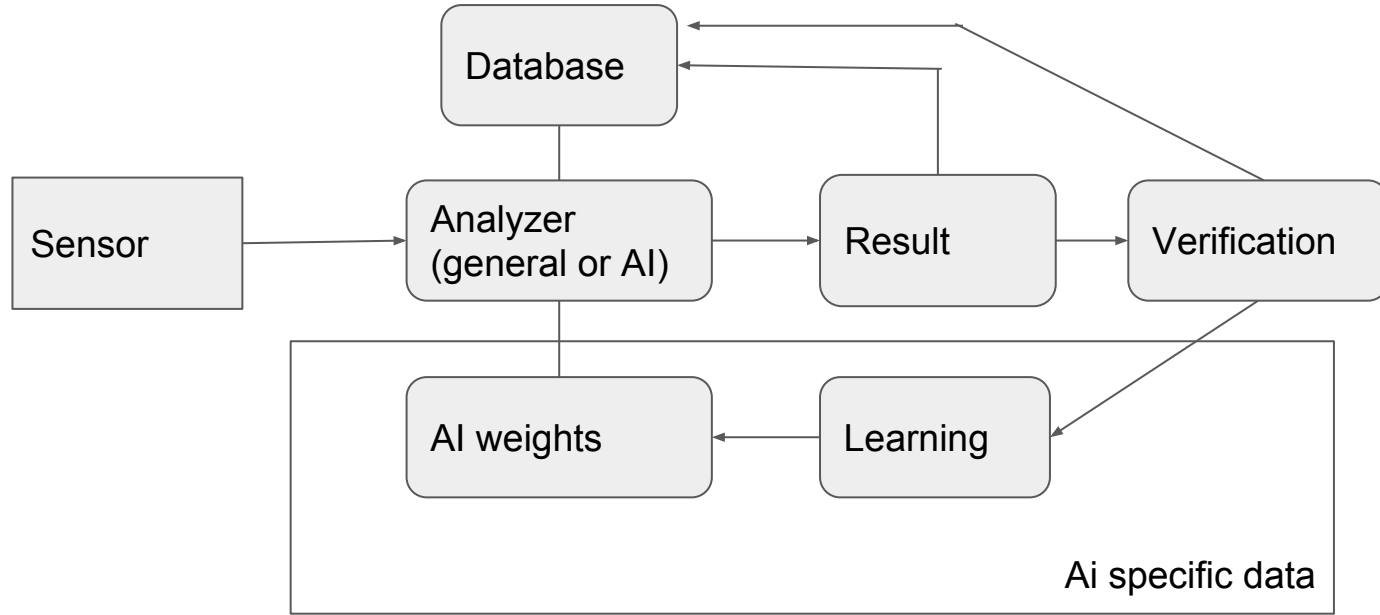 Database
Sensor
Analyzer
(general or AI)
Result
Verification
AI weights
Learning
Ai specific data